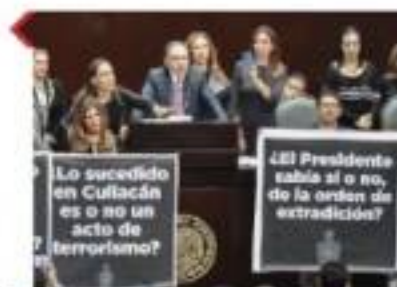 ¿Lo sucedido
en Culiacán
es o no un
acto de
terrorismo?
¿El Presidente
sabía si o no,
de la orden de
extradición?
?